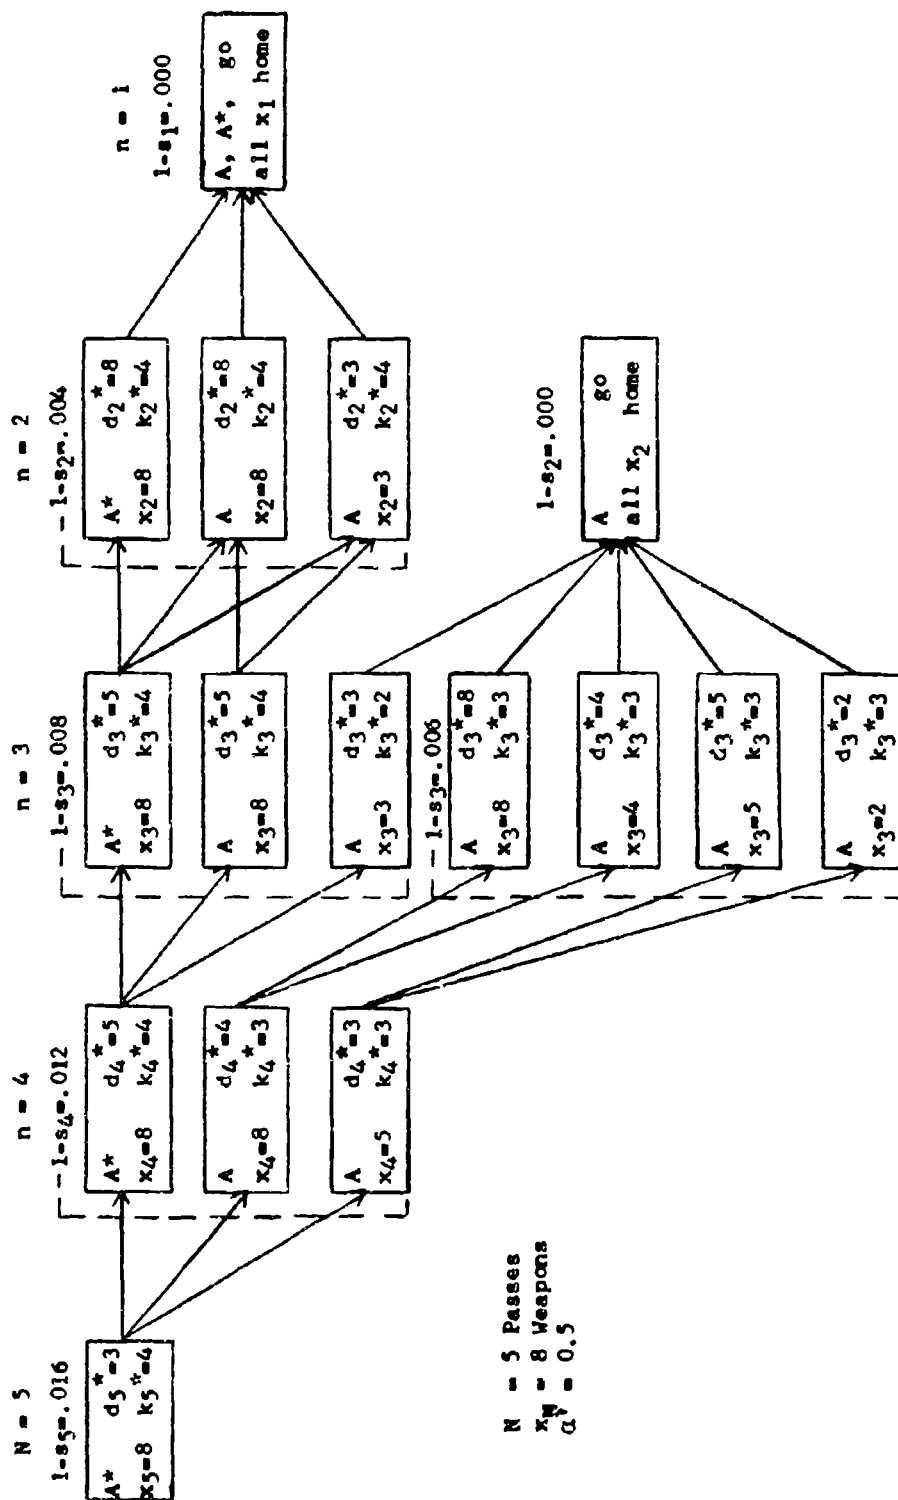 N = 5
1-s5=.016
A* d5*=3
x5=8 k5*=4
n = 4
1-s4=.012
A* d4*=5
x4=8 k4*=4
A d4*=4
x4=8 k4*=3
A d4*=3
x4=5 k4*=3
n = 3
1-s3=.008
A* d3*=5
x3=8 k3*=4
A d3*=5
x3=8 k3*=4
A d3*=3
x3=3 k3*=2
1-s3=.006
A d3*=8
x3=8 k3*=3
A d3*=4
x3=4 k3*=3
A d3*=5
x3=5 k3*=3
A d3*=2
x3=2 k3*=3
n = 2
1-s2=.004
A* d2*=8
x2=8 k2*=4
A d2*=8
x2=8 k2*=4
A d2*=3
x2=3 k2*=4
1-s2=.000
A go
all x2 home
n = 1
1-s1=.000
A, A*, go
all x1 home
N = 5 Passes
xN = 8 Weapons
= 0.5